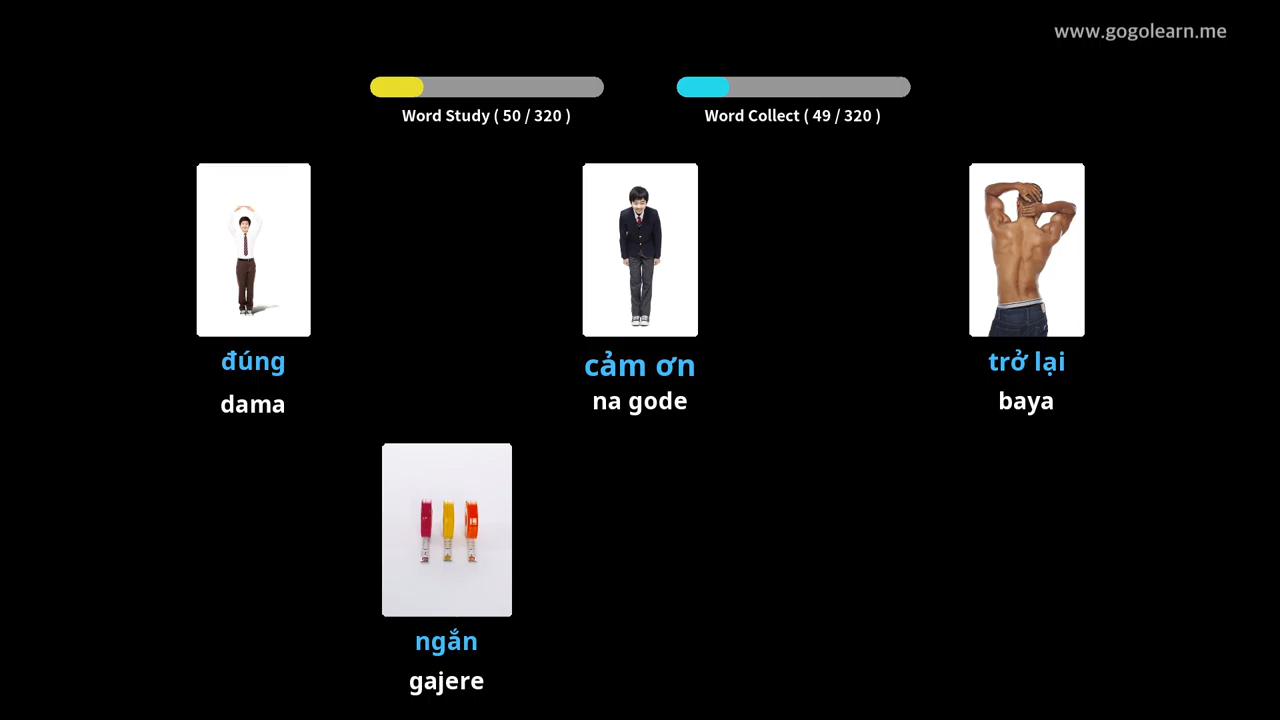 www.gogolearn.me
Word Study ( 50 / 320 )
Word Collect ( 49 / 320 )
đúng
dama
cảm ơn
na gode
trở lại
baya
ngắn
gajere